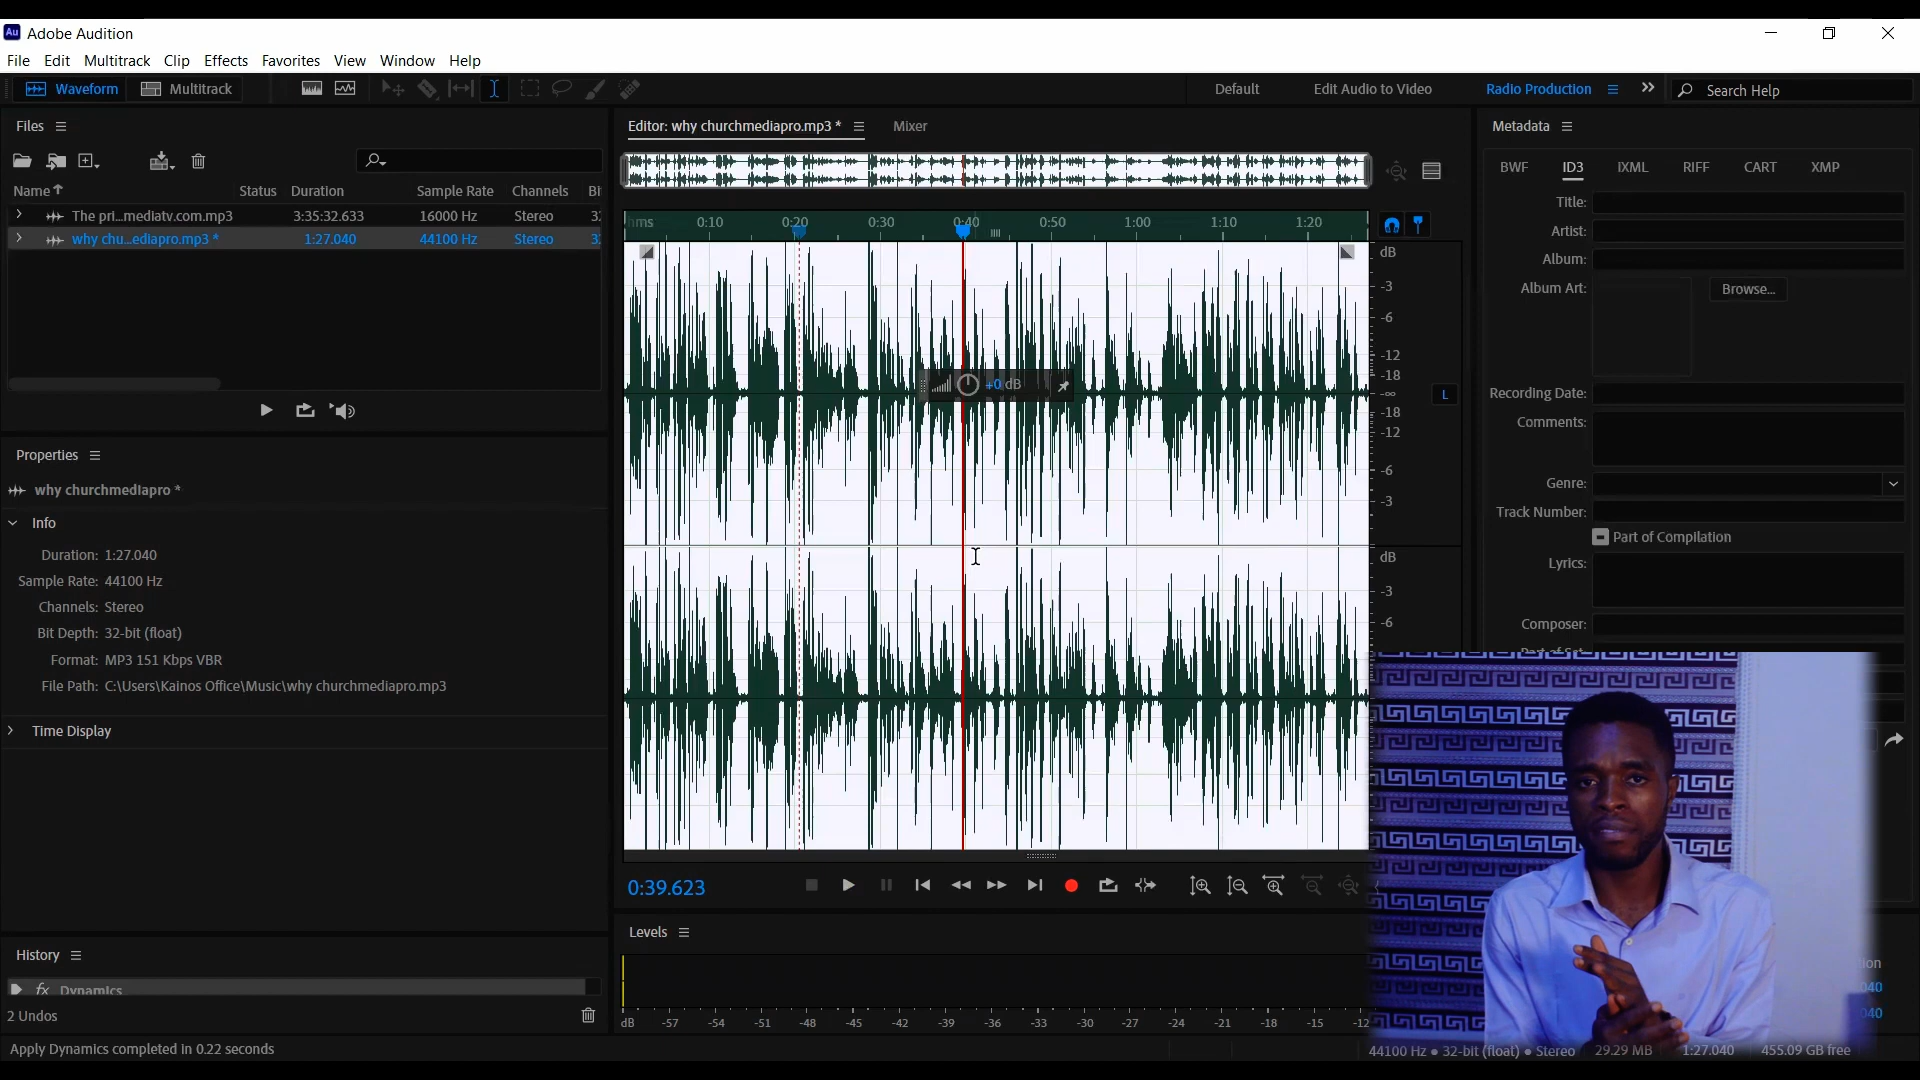 Au Adobe Audition
File Edit Multitrack Clip Effects Favorites View Window Help
Waveform Multitrack Default Edit Audio to Video Radio Production Search Help
Files
Name Status Duration Sample Rate Channels Bi
The pri...mediatv.com.mp3 3:35:32.633 16000 Hz Stereo 32
why chu...ediapro.mp3 * 1:27.040 44100 Hz Stereo 32
Properties
why churchmediapro *
Info
Duration: 1:27.040
Sample Rate: 44100 Hz
Channels: Stereo
Bit Depth: 32-bit (float)
Format: MP3 151 Kbps VBR
File Path: C:\Users\Kainos Office\Music\why churchmediapro.mp3
Time Display
History
fx Dynamics
2 Undos
Apply Dynamics completed in 0.22 seconds
Editor: why churchmediapro.mp3 * Mixer
hms 0:10 0:20 0:30 0:40 0:50 1:00 1:10 1:20
dB
-3
-6
-12
-18
-∞
-18
-12
-6
-3
L
+0 dB
dB
-3
-6
0:39.623
Levels
dB -57 -54 -51 -48 -45 -42 -39 -36 -33 -30 -27 -24 -21 -18 -15 -12
Metadata
BWF ID3 IXML RIFF CART XMP
Title:
Artist:
Album:
Album Art: Browse...
Recording Date:
Comments:
Genre:
Track Number:
Part of Compilation
Lyrics:
Composer:
tion
040
040
44100 Hz • 32-bit (float) • Stereo 29.29 MB 1:27.040 455.09 GB free